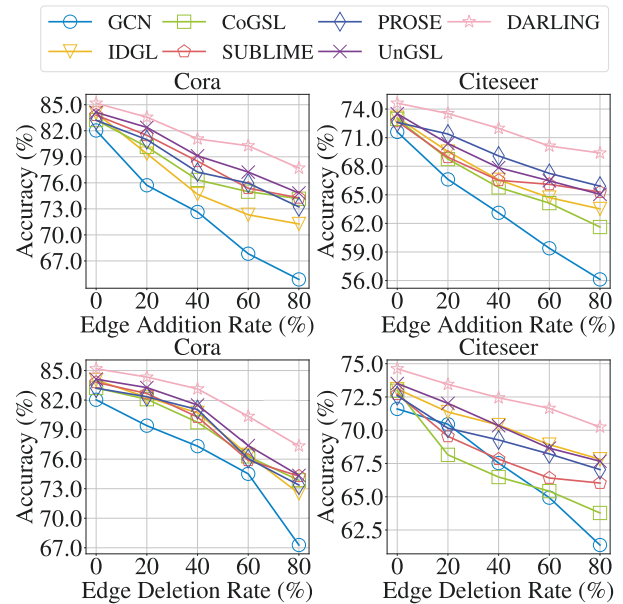 GCN CoGSL PROSE DARLING
IDGL SUBLIME UnGSL
Cora Citeseer
Accuracy (%)
85.0
82.0
79.0
76.0
73.0
70.0
67.0
0 20 40 60 80
Edge Addition Rate (%)
Accuracy (%)
74.0
71.0
68.0
65.0
62.0
59.0
56.0
0 20 40 60 80
Edge Addition Rate (%)
Cora Citeseer
Accuracy (%)
85.0
82.0
79.0
76.0
73.0
70.0
67.0
0 20 40 60 80
Edge Deletion Rate (%)
Accuracy (%)
75.0
72.5
70.0
67.5
65.0
62.5
0 20 40 60 80
Edge Deletion Rate (%)